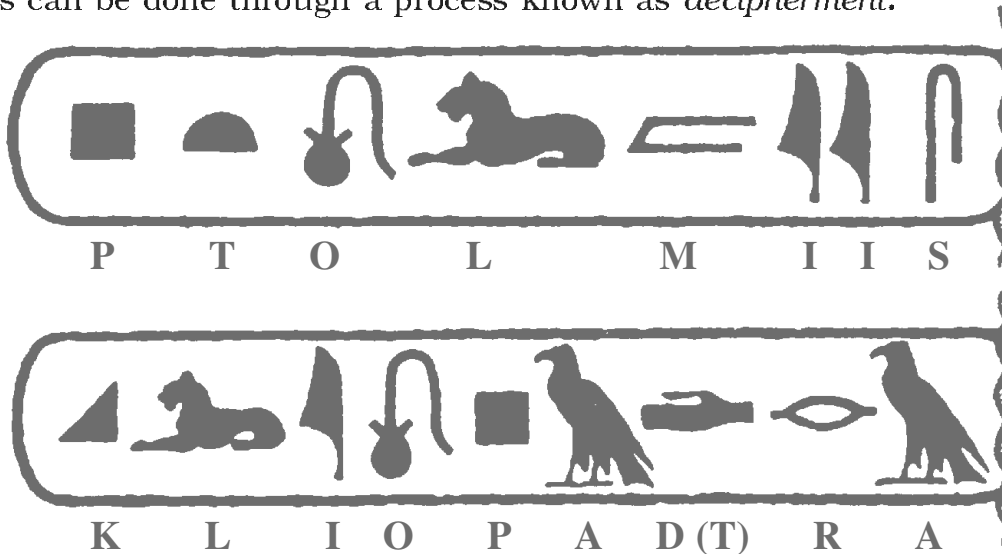 s can be done through a process known as decipherment.
P T O L M I I S
K L I O P A D (T) R A